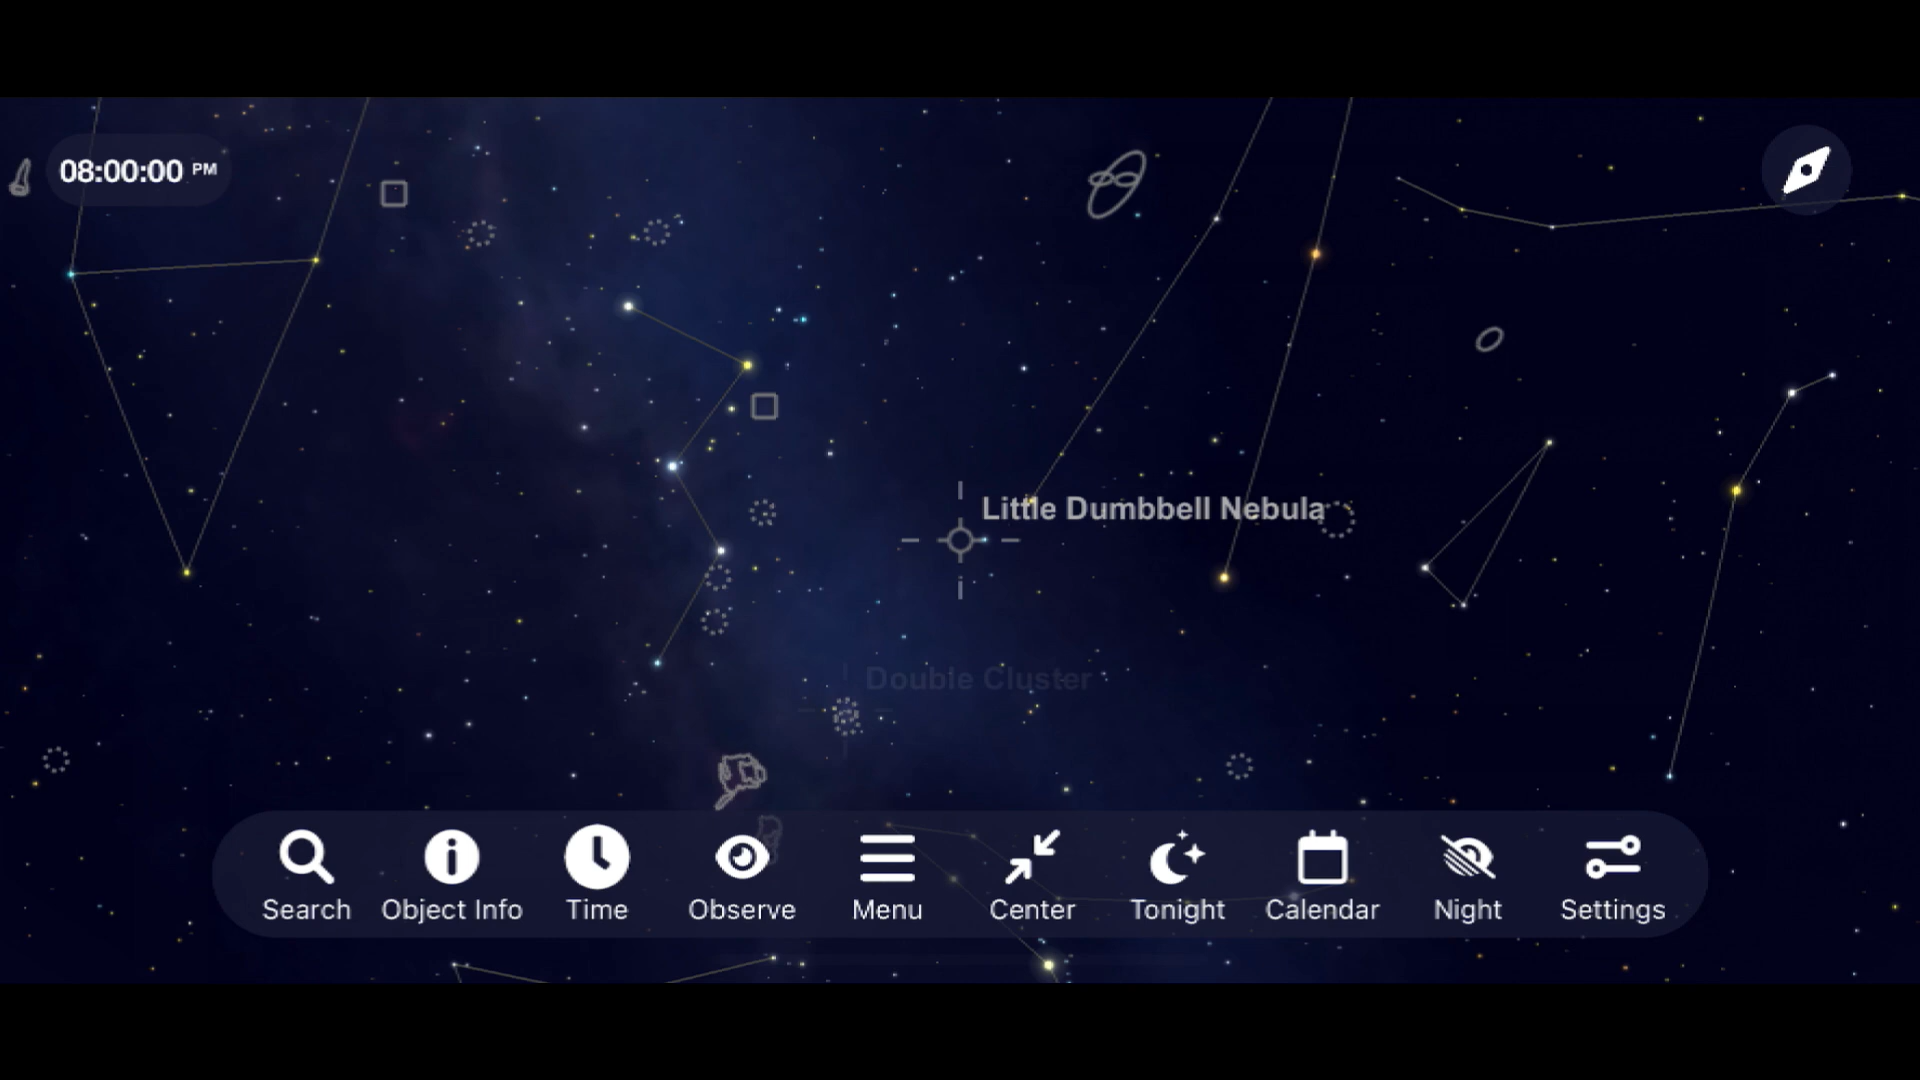 08:00:00 PM
Little Dumbbell Nebula
Double Cluster
Search Object Info Time Observe Menu Center Tonight Calendar Night Settings